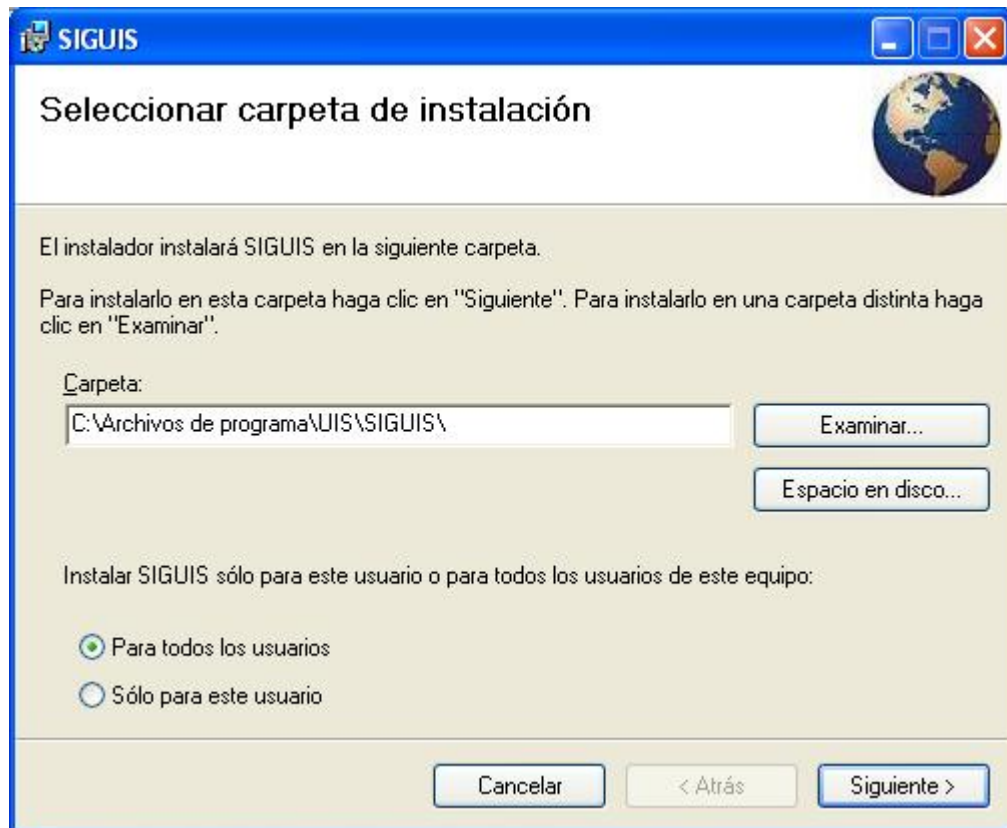 SIGUIS
Seleccionar carpeta de instalación
El instalador instalará SIGUIS en la siguiente carpeta.
Para instalarlo en esta carpeta haga clic en "Siguiente". Para instalarlo en una carpeta distinta haga
clic en "Examinar".
Carpeta:
C:\Archivos de programa\UIS\SIGUIS\
Examinar...
Espacio en disco...
Instalar SIGUIS sólo para este usuario o para todos los usuarios de este equipo:
Para todos los usuarios
Sólo para este usuario
Cancelar
< Atrás
Siguiente >